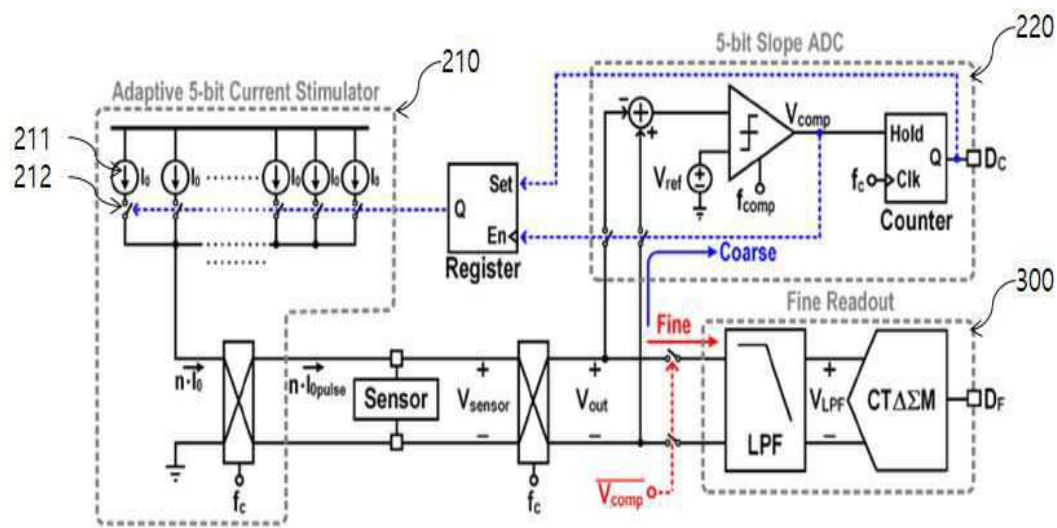 220
5-bit Slope ADC
210
Adaptive 5-bit Current Stimulator
211
212
I₀ I₀ I₀ I₀ I₀
Set
Q
En
Register
− + +
Vref
Vcomp
fcomp
Hold
Q
fc
Clk
Counter
DC
Coarse
Fine
Fine Readout
300
n·I₀
n·I0pulse
Sensor
+
Vsensor
−
+
Vout
−
LPF
+
VLPF
−
CTΔΣM
DF
fc
fc
V̅c̅o̅m̅p̅